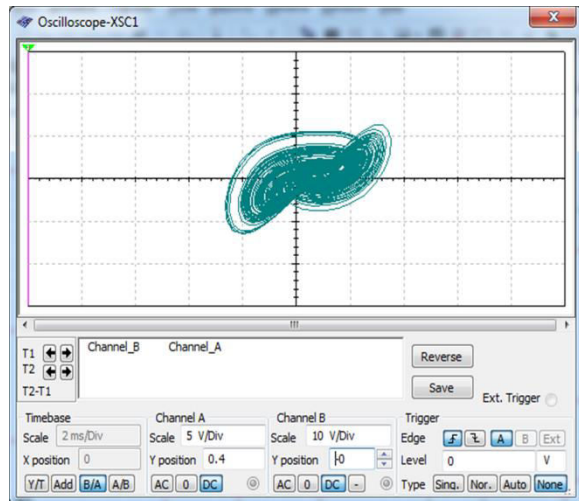 Oscilloscope-XSC1
T1
T2
T2-T1
Channel_B Channel_A
Reverse
Save
Ext. Trigger
Timebase
Scale 2 ms/Div
X position 0
Y/T Add B/A A/B
Channel A
Scale 5 V/Div
Y position 0.4
AC 0 DC
Channel B
Scale 10 V/Div
Y position -0
AC 0 DC -
Trigger
Edge A B Ext
Level 0 V
Type Sing. Nor. Auto None